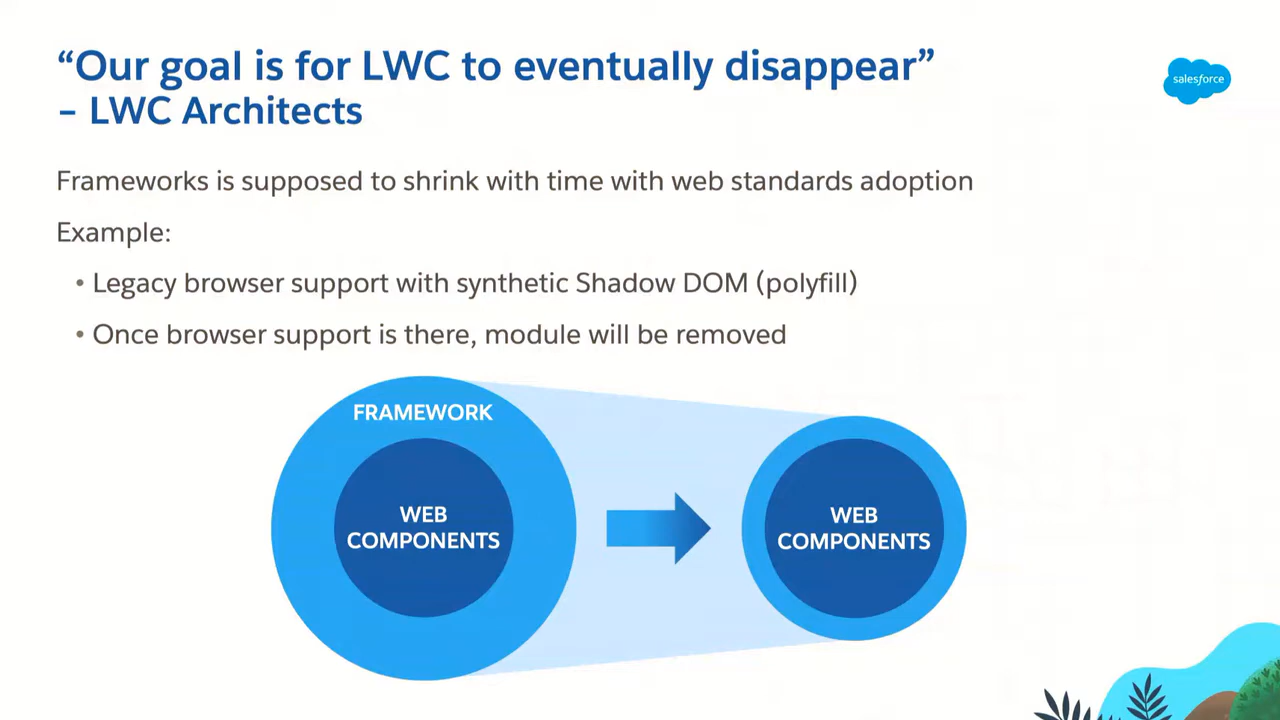 “Our goal is for LWC to eventually disappear”
– LWC Architects
salesforce
Frameworks is supposed to shrink with time with web standards adoption
Example:
• Legacy browser support with synthetic Shadow DOM (polyfill)
• Once browser support is there, module will be removed
FRAMEWORK
WEB
COMPONENTS
WEB
COMPONENTS